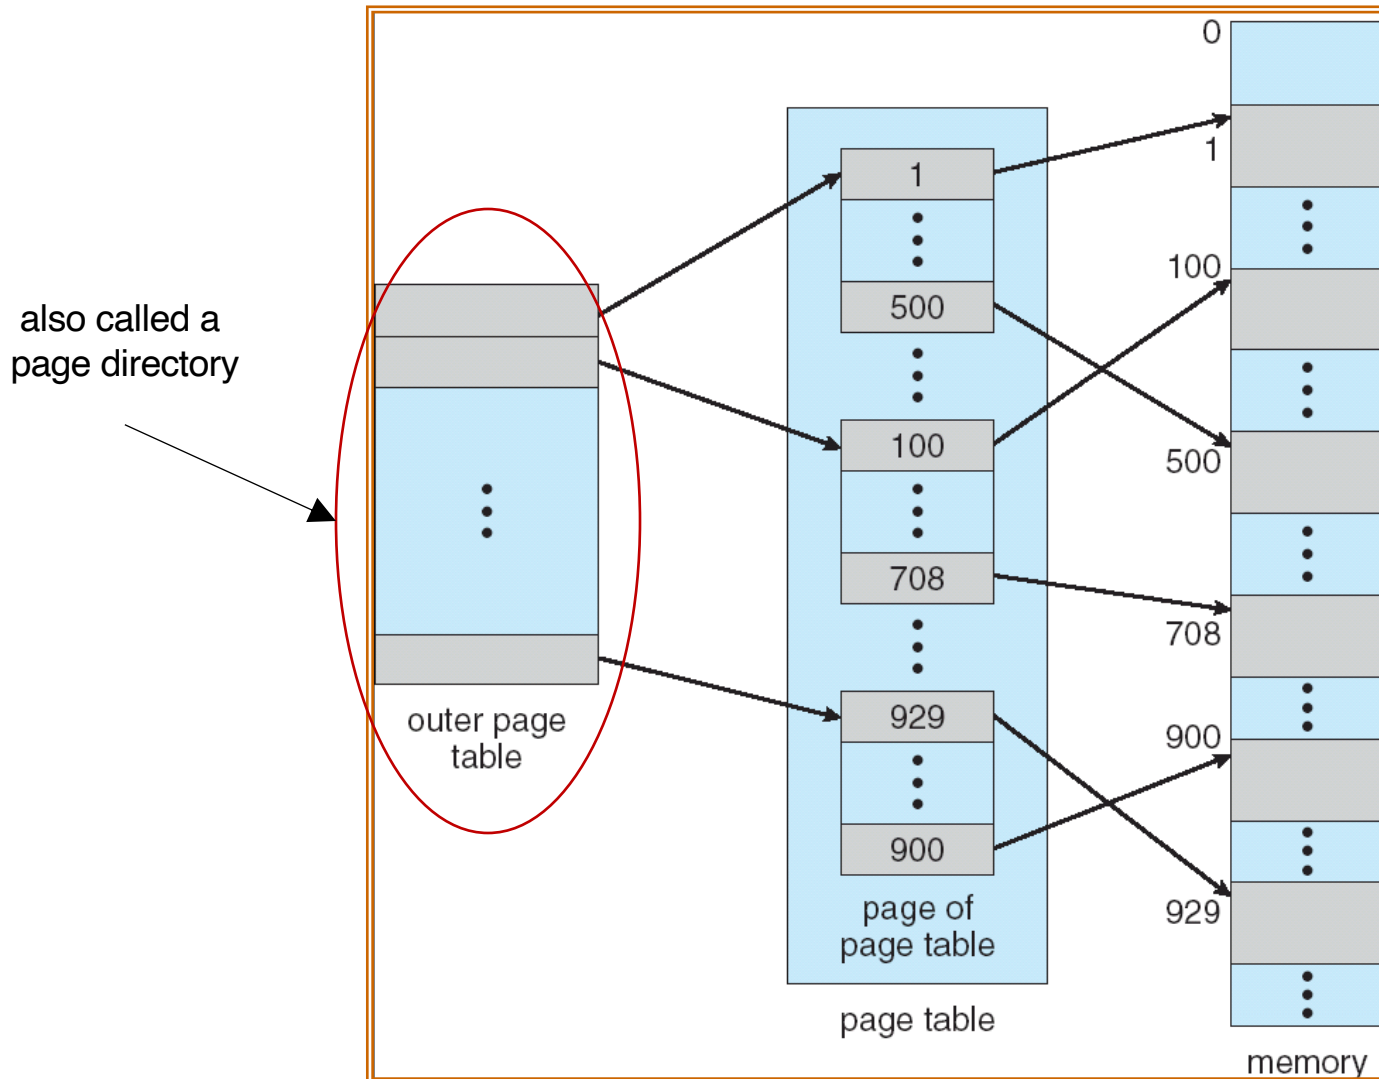 also called a
page directory
outer page
table
1
500
100
708
929
900
page of
page table
page table
0
1
100
500
708
900
929
memory